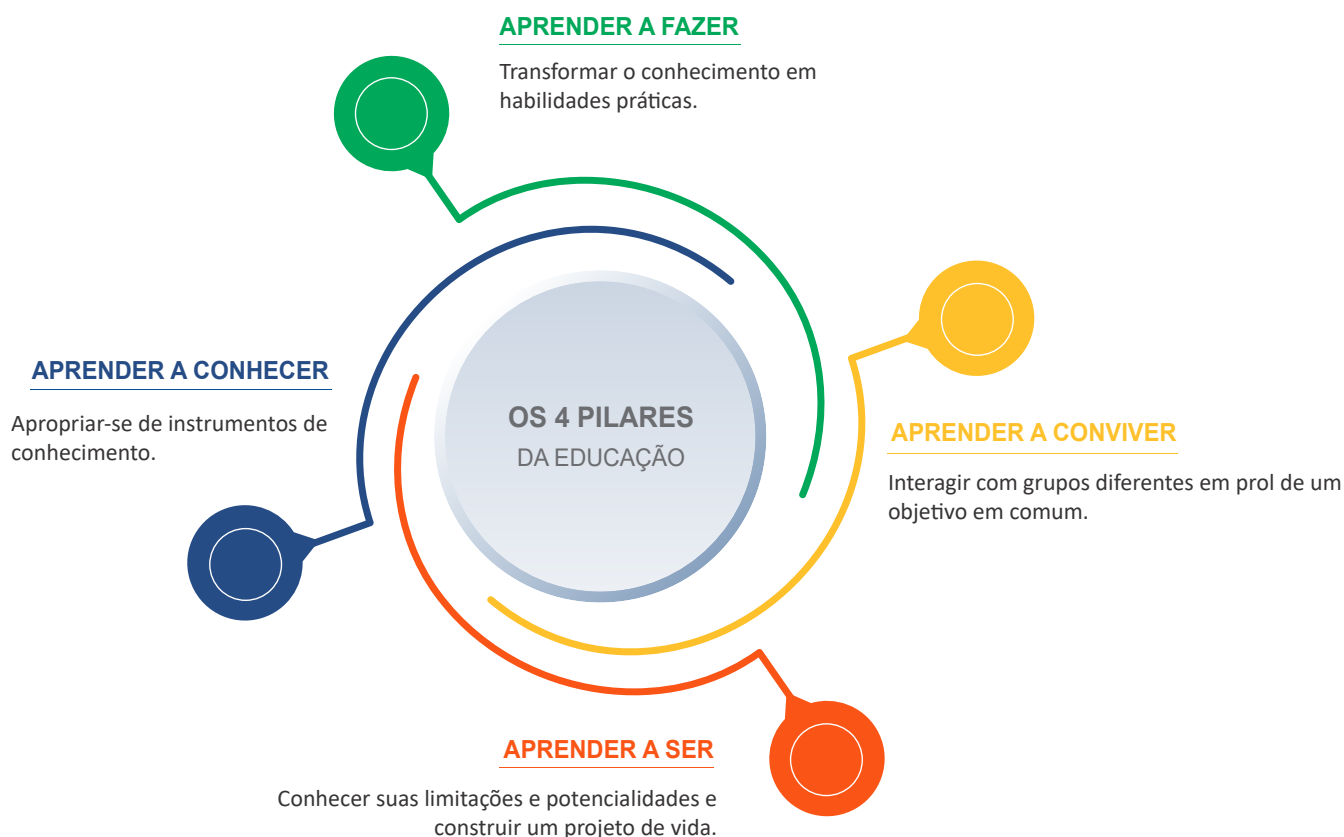 APRENDER A FAZER
Transformar o conhecimento em
habilidades práticas.
APRENDER A CONHECER
Apropriar-se de instrumentos de
conhecimento.
OS 4 PILARES
DA EDUCAÇÃO
APRENDER A CONVIVER
Interagir com grupos diferentes em prol de um
objetivo em comum.
APRENDER A SER
Conhecer suas limitações e potencialidades e
construir um projeto de vida.